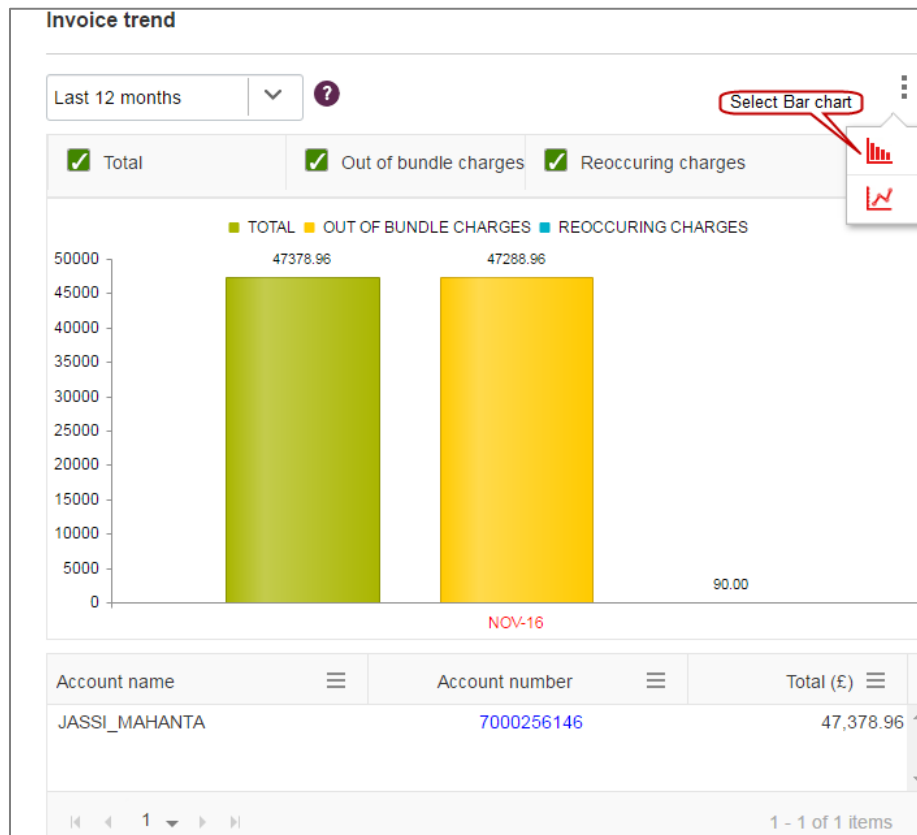 Invoice trend
Last 12 months
?
Select Bar chart
Total
Out of bundle charges
Reoccuring charges
TOTAL OUT OF BUNDLE CHARGES REOCCURING CHARGES
50000
47378.96
47288.96
45000
40000
35000
30000
25000
20000
15000
10000
5000
90.00
0
NOV-16
Account name Account number Total (£)
JASSI_MAHANTA 7000256146 47,378.96
1
1 - 1 of 1 items